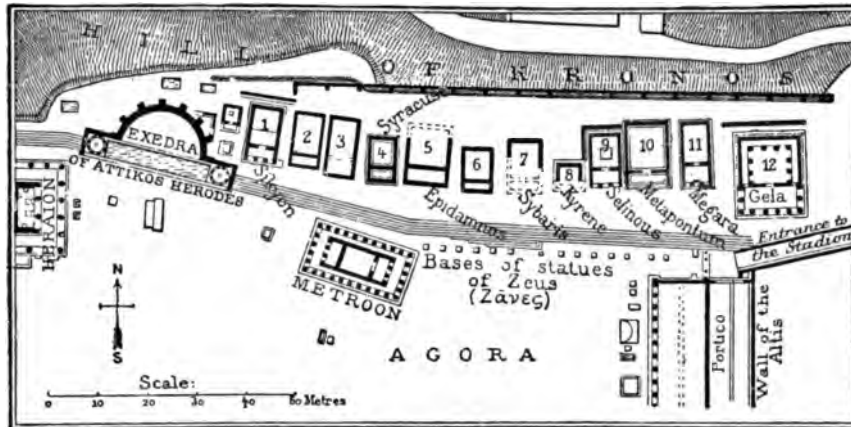 HILL OF KRONOS
EXEDRA
OF ATTIKOS HERODES
HERAION
1
Sikyon
2
3
4
Syracuse
5
Epidamnus
6
7
Sybaris
8
Kyrene
9
Selinous
10
Metapontum
11
Megara
12
Gela
Entrance to
the Stadion
METROON
Bases of statues
of Zeus
(Ζᾶνες)
N
S
AGORA
Portico
Wall of the
Altis
Scale:
0 10 20 30 40 50 Metres